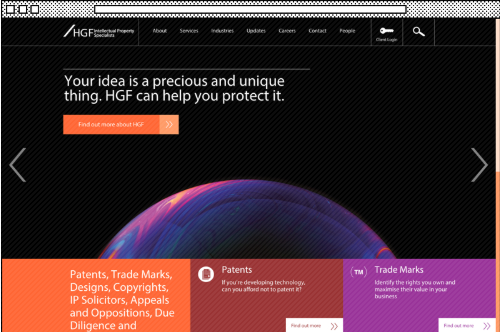 HGF Intellectual Property
Specialists
About Services Industries Updates Careers Contact People
Client Login
Your idea is a precious and unique
thing. HGF can help you protect it.
Find out more about HGF
Patents, Trade Marks,
Designs, Copyrights,
IP Solicitors, Appeals
and Oppositions, Due
Diligence and
Patents
If you're developing technology,
can you afford not to patent it?
Find out more
TM
Trade Marks
Identify the rights you own and
maximise their value in your
business
Find out more